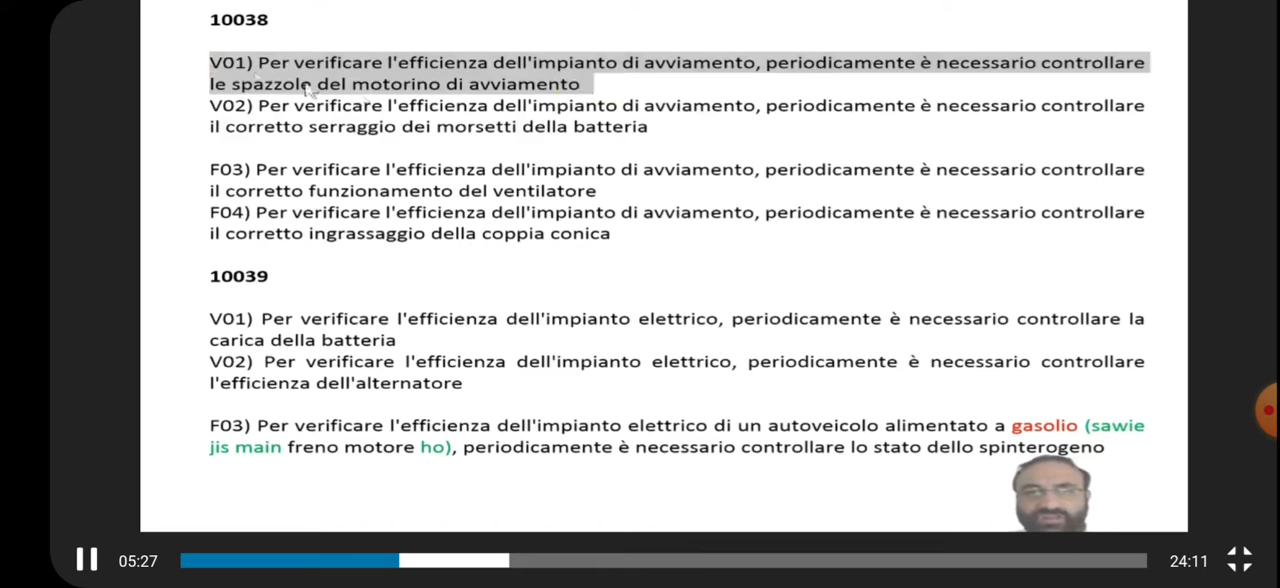 10038
V01) Per verificare l'efficienza dell'impianto di avviamento, periodicamente è necessario controllare
le spazzole del motorino di avviamento
V02) Per verificare l'efficienza dell'impianto di avviamento, periodicamente è necessario controllare
il corretto serraggio dei morsetti della batteria
F03) Per verificare l'efficienza dell'impianto di avviamento, periodicamente è necessario controllare
il corretto funzionamento del ventilatore
F04) Per verificare l'efficienza dell'impianto di avviamento, periodicamente è necessario controllare
il corretto ingrassaggio della coppia conica
10039
V01) Per verificare l'efficienza dell'impianto elettrico, periodicamente è necessario controllare la
carica della batteria
V02) Per verificare l'efficienza dell'impianto elettrico, periodicamente è necessario controllare
l'efficienza dell'alternatore
F03) Per verificare l'efficienza dell'impianto elettrico di un autoveicolo alimentato a gasolio (sawie
jis main freno motore ho), periodicamente è necessario controllare lo stato dello spinterogeno
05:27
24:11